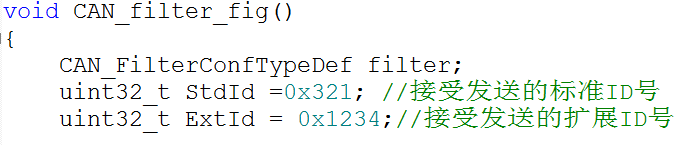 void CAN_filter_fig()
{
CAN_FilterConfTypeDef filter;
uint32_t StdId =0x321; //接受发送的标准ID号
uint32_t ExtId = 0x1234;//接受发送的扩展ID号